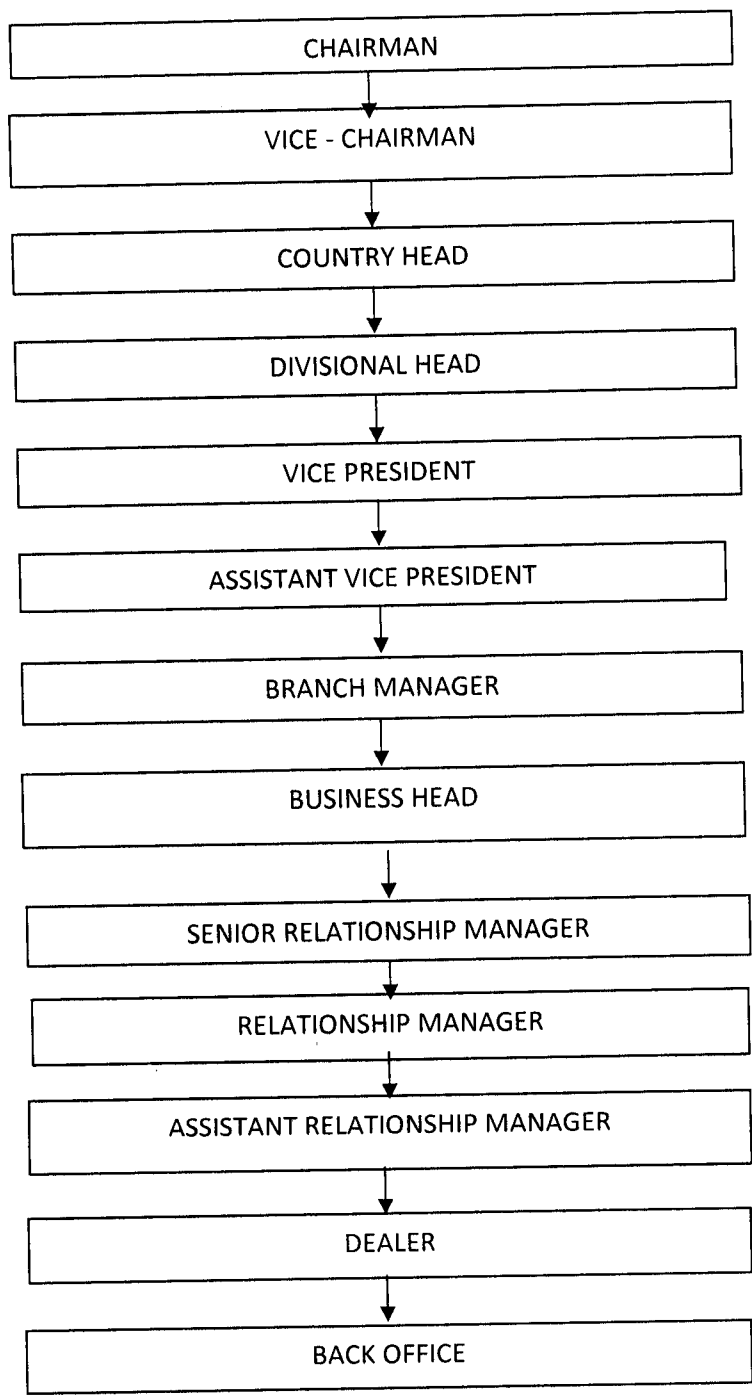 CHAIRMAN
VICE - CHAIRMAN
COUNTRY HEAD
DIVISIONAL HEAD
VICE PRESIDENT
ASSISTANT VICE PRESIDENT
BRANCH MANAGER
BUSINESS HEAD
SENIOR RELATIONSHIP MANAGER
RELATIONSHIP MANAGER
ASSISTANT RELATIONSHIP MANAGER
DEALER
BACK OFFICE